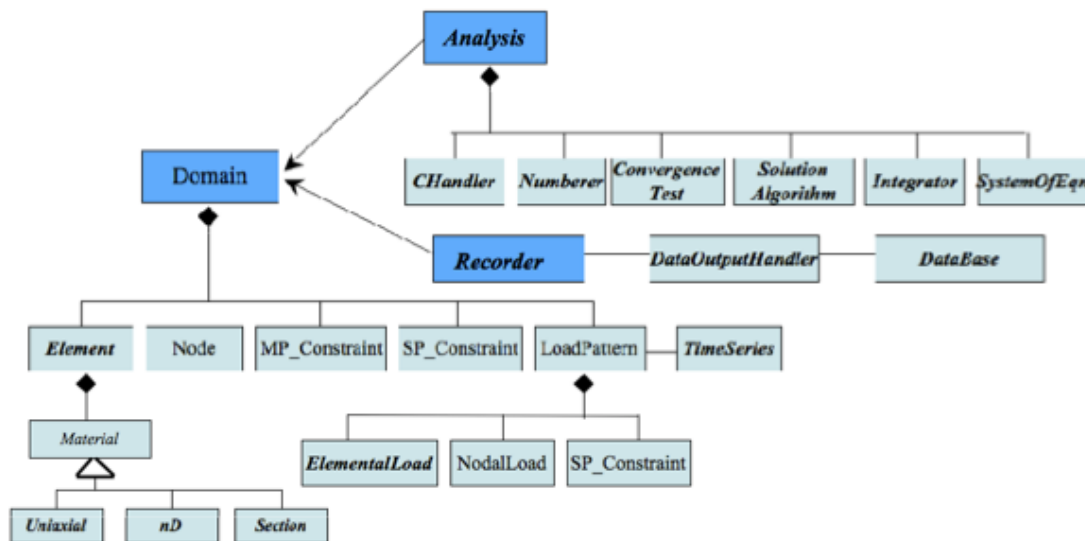 Analysis
Domain
CHandler
Numberer
Convergence
Test
Solution
Algorithm
Integrator
SystemOfEqn
Recorder
DataOutputHandler
DataBase
Element
Node
MP_Constraint
SP_Constraint
LoadPattern
TimeSeries
Material
ElementalLoad
NodalLoad
SP_Constraint
Uniaxial
nD
Section